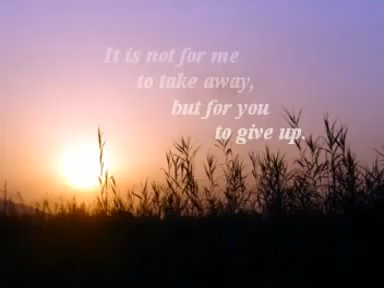 It is not for me
to take away,
but for you
to give up.